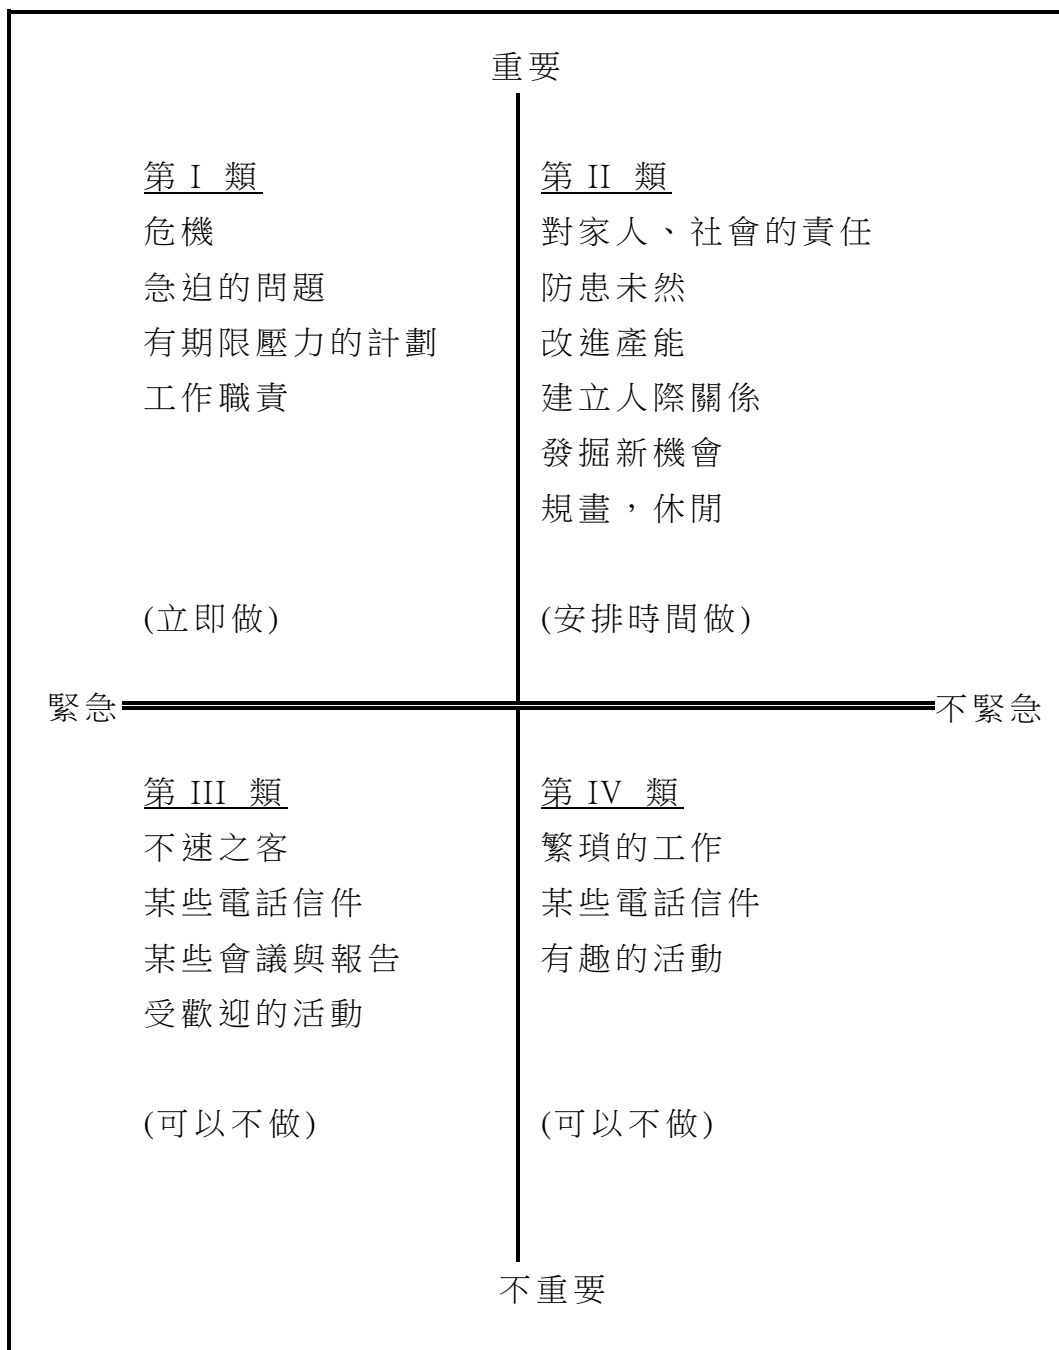 重要
第 I 類
危機
急迫的問題
有期限壓力的計劃
工作職責
(立即做)
第 II 類
對家人、社會的責任
防患未然
改進產能
建立人際關係
發掘新機會
規畫，休閒
(安排時間做)
緊急
不緊急
第 III 類
不速之客
某些電話信件
某些會議與報告
受歡迎的活動
(可以不做)
第 IV 類
繁瑣的工作
某些電話信件
有趣的活動
(可以不做)
不重要